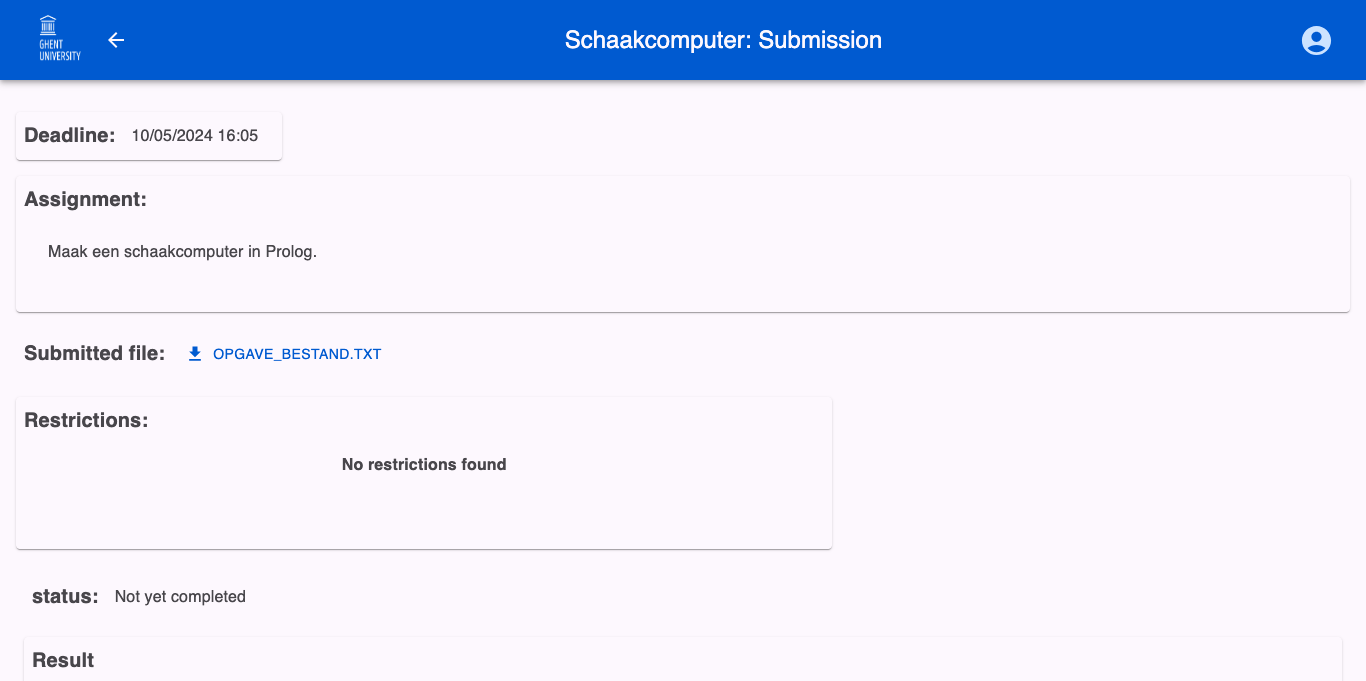 GHENT
UNIVERSITY
Schaakcomputer: Submission
Deadline: 10/05/2024 16:05
Assignment:
Maak een schaakcomputer in Prolog.
Submitted file: OPGAVE_BESTAND.TXT
Restrictions:
No restrictions found
status: Not yet completed
Result